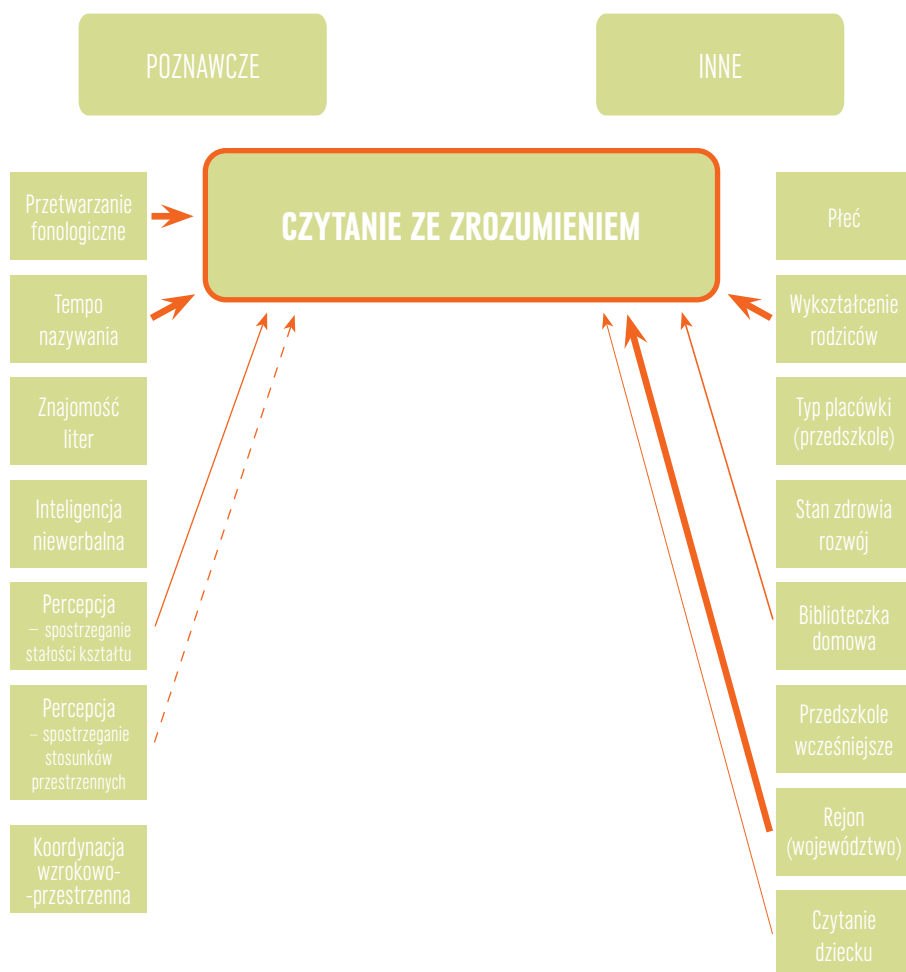 POZNAWCZE
INNE
CZYTANIE ZE ZROZUMIENIEM
Przetwarzanie
fonologiczne
Tempo
nazywania
Znajomość
liter
Inteligencja
niewerbalna
Percepcja
– spostrzeganie
stałości kształtu
Percepcja
– spostrzeganie
stosunków
przestrzennych
Koordynacja
wzrokowo-
-przestrzenna
Płeć
Wykształcenie
rodziców
Typ placówki
(przedszkole)
Stan zdrowia
rozwój
Biblioteczka
domowa
Przedszkole
wcześniejsze
Rejon
(województwo)
Czytanie
dziecku